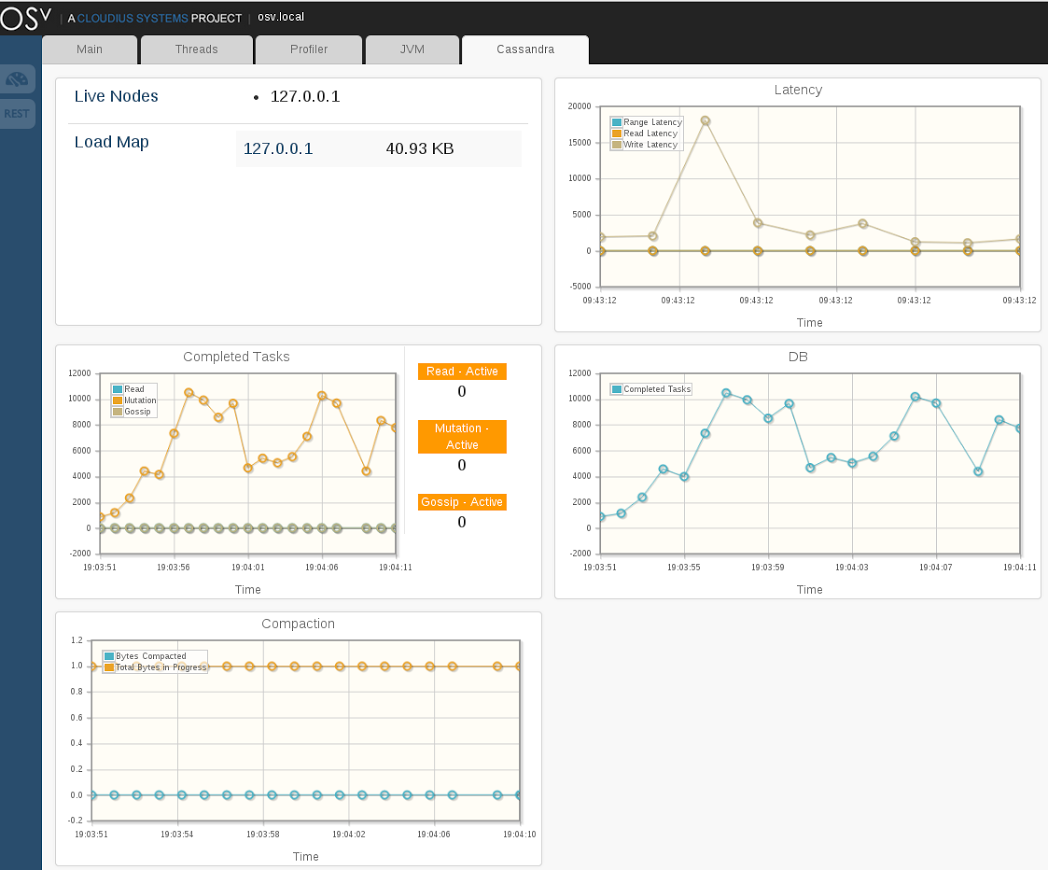 OSv | A CLOUDIUS SYSTEMS PROJECT | osv.local
Main Threads Profiler JVM Cassandra
REST
Live Nodes • 127.0.0.1
Load Map 127.0.0.1 40.93 KB
Latency
20000
15000
10000
5000
0
-5000
Range Latency
Read Latency
Write Latency
09:43:12 09:43:12 09:43:12 09:43:12 09:43:12 09:43:12
Time
Completed Tasks
12000
10000
8000
6000
4000
2000
0
-2000
Read
Mutation
Gossip
19:03:51 19:03:56 19:04:01 19:04:06 19:04:11
Time
Read - Active
0
Mutation -
Active
0
Gossip - Active
0
DB
12000
10000
8000
6000
4000
2000
0
-2000
Completed Tasks
19:03:51 19:03:55 19:03:59 19:04:03 19:04:07 19:04:11
Time
Compaction
1.2
1.0
0.8
0.6
0.4
0.2
0.0
-0.2
Bytes Compacted
Total Bytes in Progress
19:03:51 19:03:54 19:03:58 19:04:02 19:04:06 19:04:10
Time